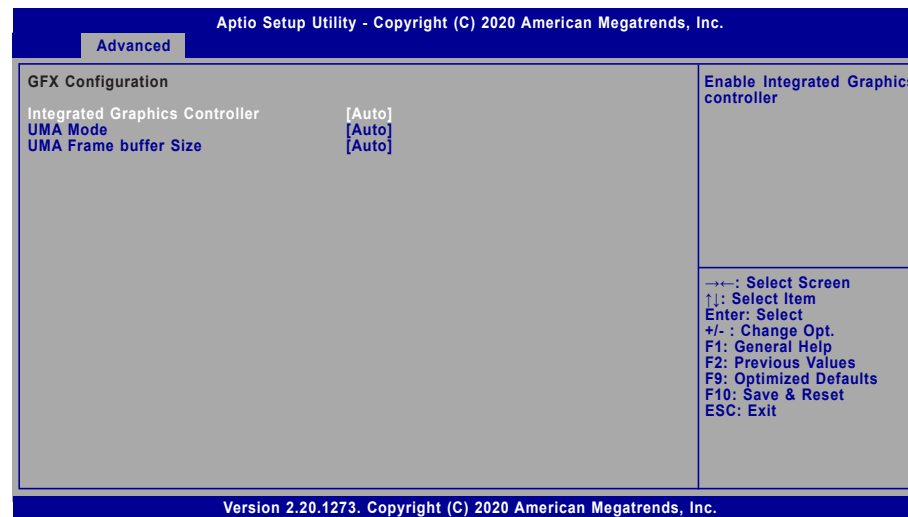 Aptio Setup Utility - Copyright (C) 2020 American Megatrends, Inc.
Advanced
GFX Configuration
Integrated Graphics Controller [Auto]
UMA Mode [Auto]
UMA Frame buffer Size [Auto]
Enable Integrated Graphics
controller
→←: Select Screen
↑↓: Select Item
Enter: Select
+/- : Change Opt.
F1: General Help
F2: Previous Values
F9: Optimized Defaults
F10: Save & Reset
ESC: Exit
Version 2.20.1273. Copyright (C) 2020 American Megatrends, Inc.